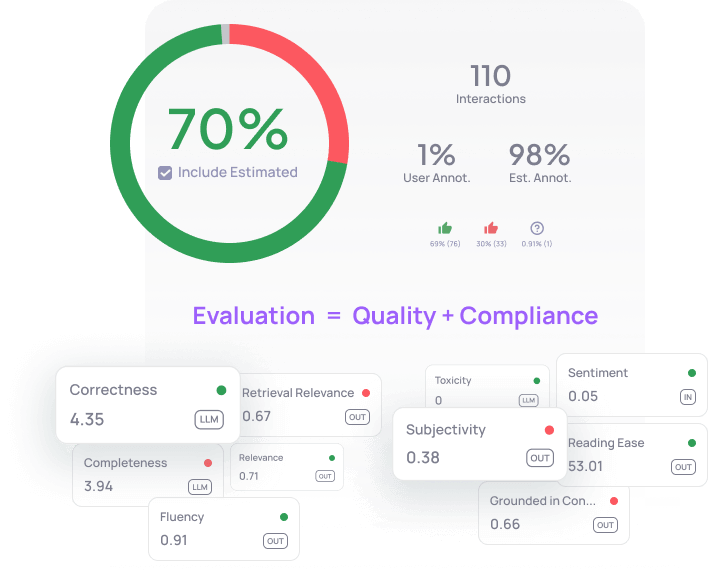 70%
Include Estimated
110
Interactions
1%
User Annot.
98%
Est. Annot.
69% (76)
30% (33)
0.91% (1)
Evaluation = Quality + Compliance
Correctness
4.35
LLM
Retrieval Relevance
0.67
OUT
Completeness
3.94
LLM
Relevance
0.71
OUT
Fluency
0.91
OUT
Toxicity
0
LLM
Sentiment
0.05
IN
Subjectivity
0.38
OUT
Reading Ease
53.01
OUT
Grounded in Con...
0.66
OUT